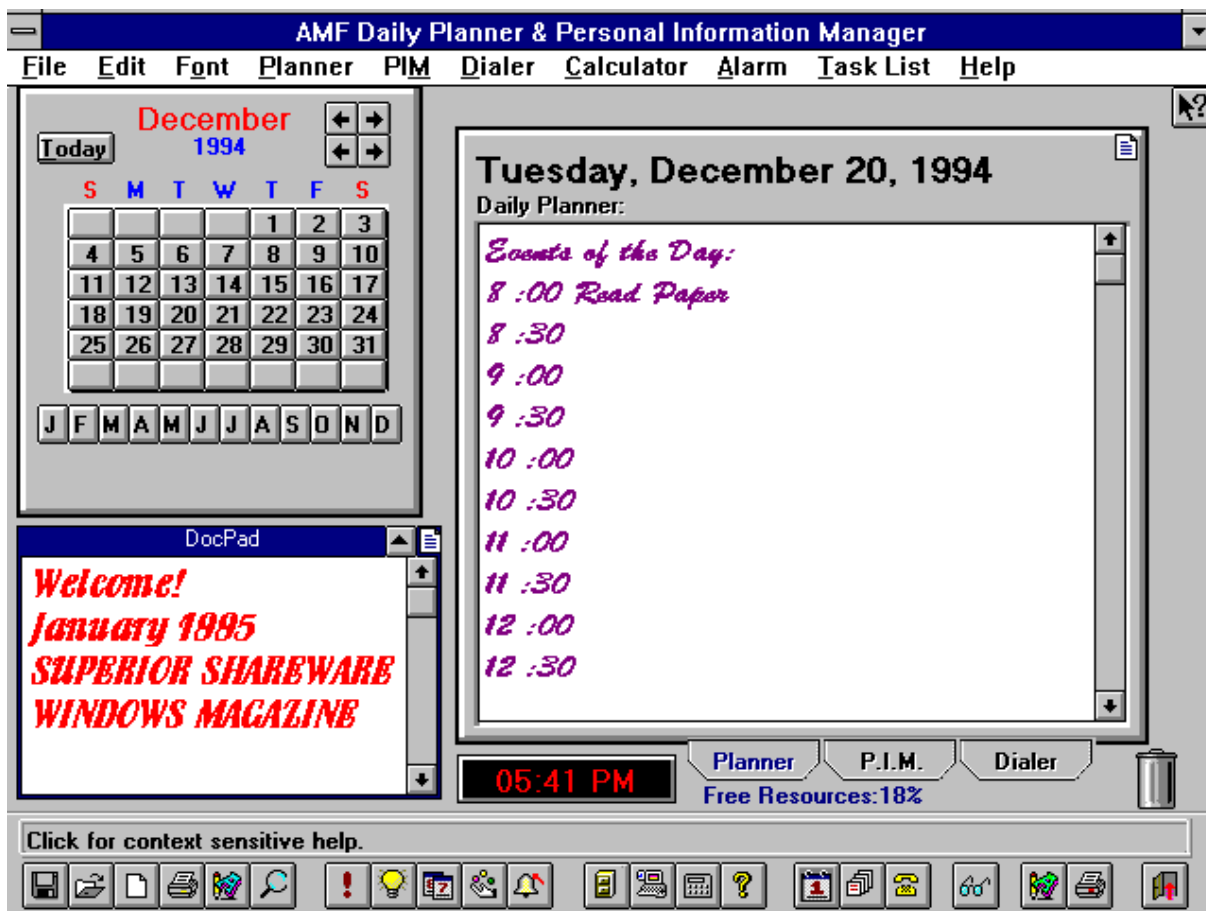 AMF Daily Planner & Personal Information Manager
File Edit Font Planner PIM Dialer Calculator Alarm Task List Help
December
Today 1994
S M T W T F S
1 2 3
4 5 6 7 8 9 10
11 12 13 14 15 16 17
18 19 20 21 22 23 24
25 26 27 28 29 30 31
J F M A M J J A S O N D
DocPad
Welcome!
January 1995
SUPERIOR SHAREWARE
WINDOWS MAGAZINE
Tuesday, December 20, 1994
Daily Planner:
Events of the Day:
8 :00 Read Paper
8 :30
9 :00
9 :30
10 :00
10 :30
11 :00
11 :30
12 :00
12 :30
05:41 PM
Planner P.I.M. Dialer
Free Resources:18%
Click for context sensitive help.